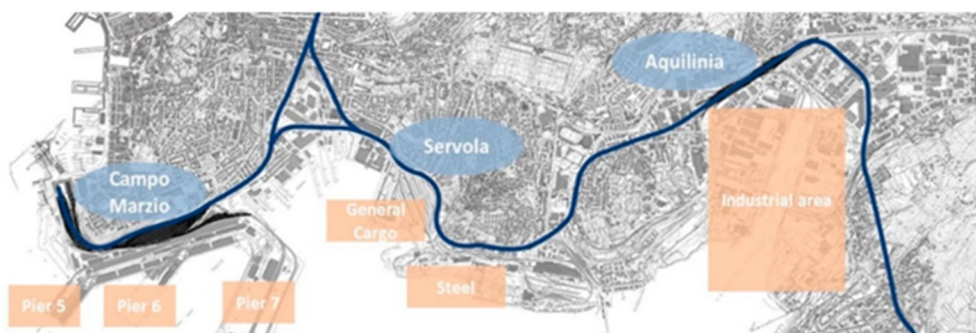 Aquilinia
Servola
Campo
Marzio
General
Cargo
Industrial area
Steel
Pier 5
Pier 6
Pier 7